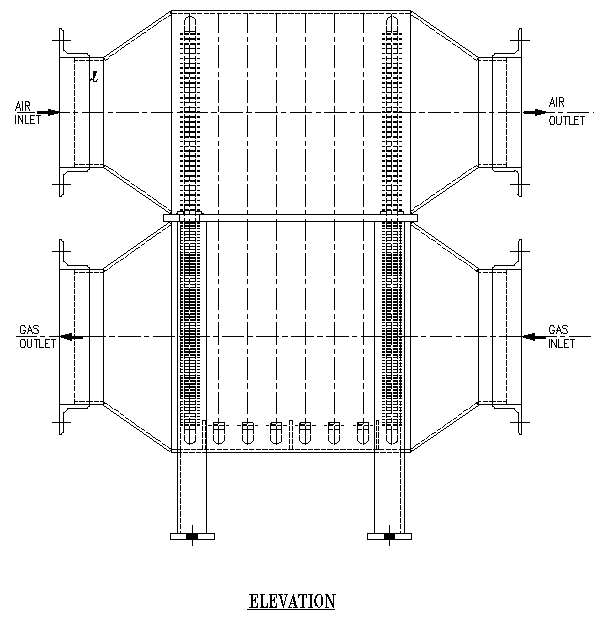 AIR
INLET
AIR
OUTLET
GAS
OUTLET
GAS
INLET
ELEVATION